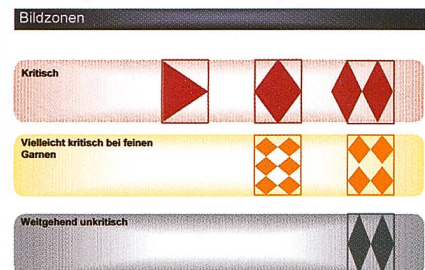 Bildzonen
Kritisch
Vielleicht kritisch bei feinen
Garnen
Weitgehend unkritisch